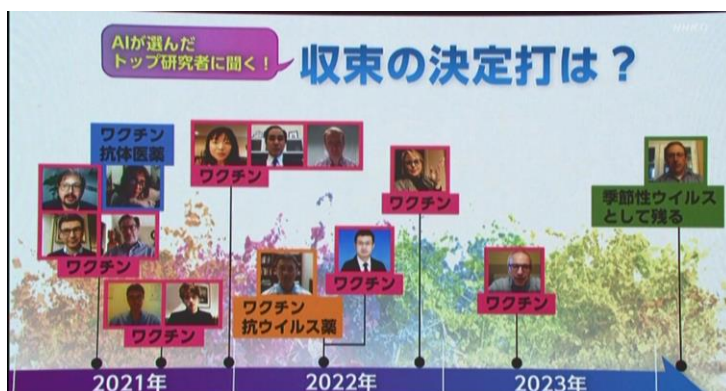 AIが選んだ
トップ研究者に聞く!
収束の決定打は?
ワクチン
抗体医薬
ワクチン
ワクチン
ワクチン
ワクチン
季節性ウイルス
として残る
ワクチン
ワクチン
抗ウイルス薬
ワクチン
2021年
2022年
2023年